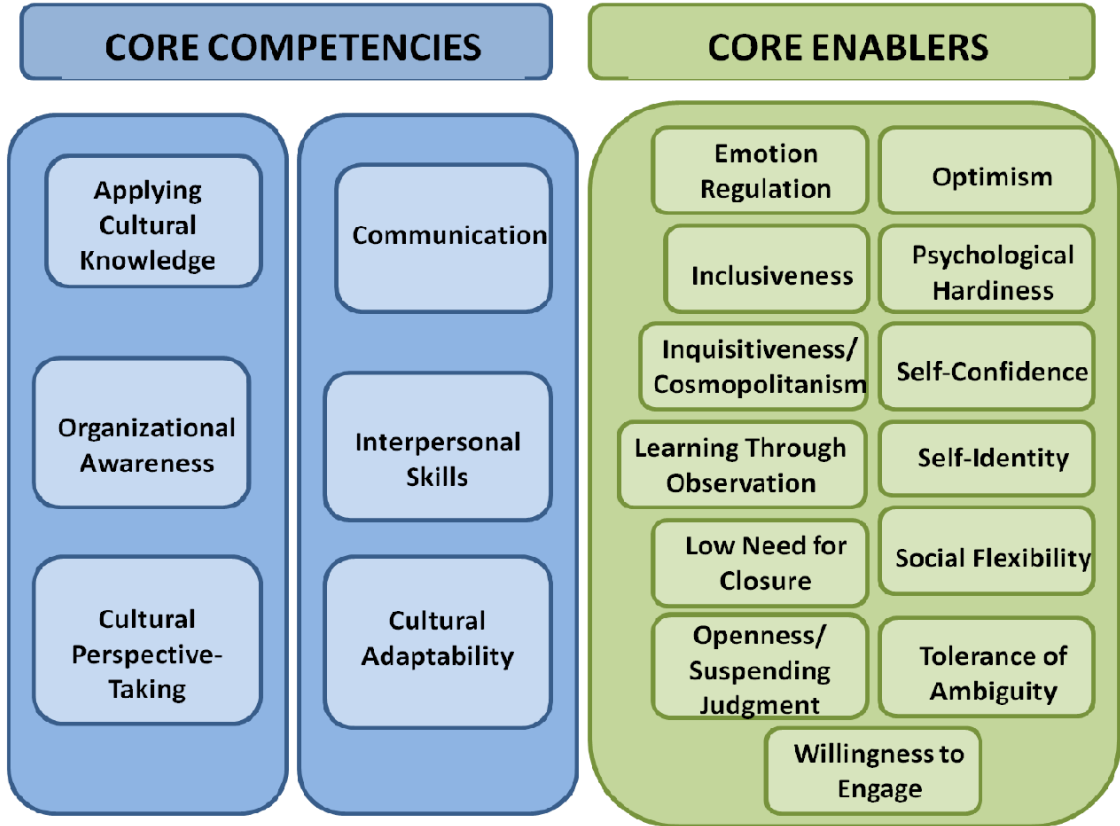 CORE COMPETENCIES
Applying
Cultural
Knowledge
Communication
Organizational
Awareness
Interpersonal
Skills
Cultural
Perspective-
Taking
Cultural
Adaptability
CORE ENABLERS
Emotion
Regulation
Optimism
Inclusiveness
Psychological
Hardiness
Inquisitiveness/
Cosmopolitanism
Self-Confidence
Learning Through
Observation
Self-Identity
Low Need for
Closure
Social Flexibility
Openness/
Suspending
Judgment
Tolerance of
Ambiguity
Willingness to
Engage